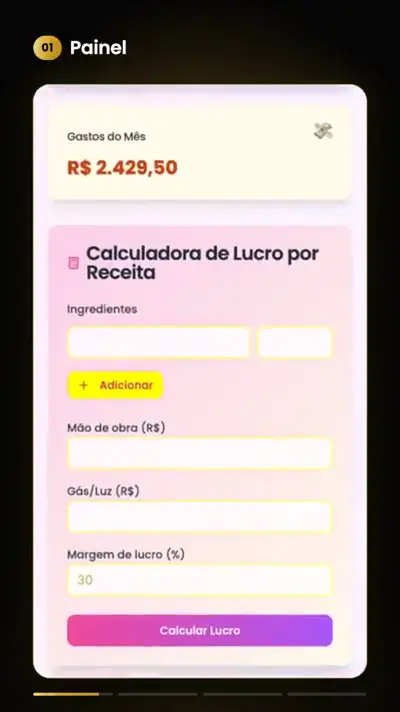 01 Painel
Gastos do Mês
R$ 2.429,50
Calculadora de Lucro por
Receita
Ingredientes
+ Adicionar
Mão de obra (R$)
Gás/Luz (R$)
Margem de lucro (%)
30
Calcular Lucro